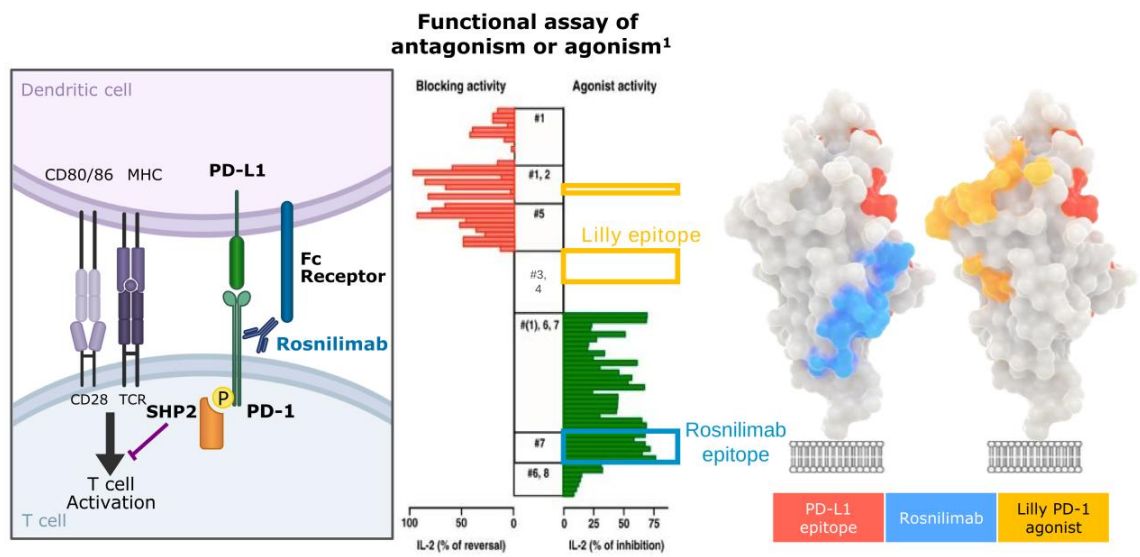 Functional assay of
antagonism or agonism¹
Dendritic cell
CD80/86
MHC
PD-L1
Fc
Receptor
Rosnilimab
CD28
TCR
SHP2
P
PD-1
T cell
Activation
T cell
Blocking activity
Agonist activity
#1
#1, 2
#5
Lilly epitope
#3,
4
#(1), 6, 7
#7
Rosnilimab
epitope
#6, 8
100
50
0
0
25
50
75
IL-2 (% of reversal)
IL-2 (% of inhibition)
PD-L1
epitope
Rosnilimab
Lilly PD-1
agonist